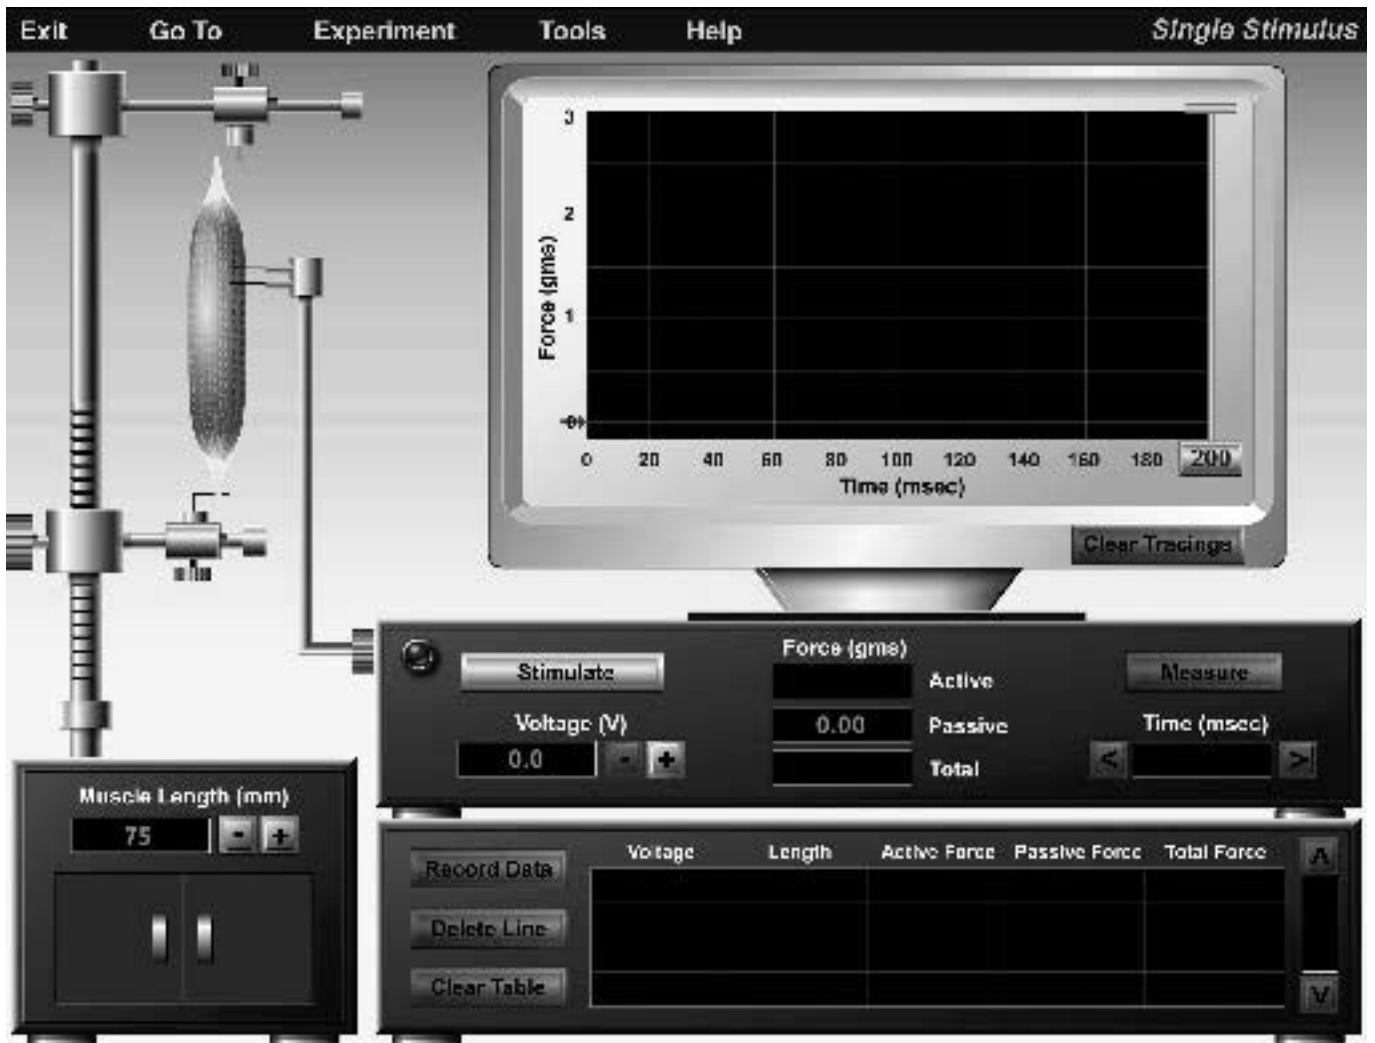 Exit Go To Experiment Tools Help Single Stimulus
3
2
1
0
Force (gms)
0 20 40 60 80 100 120 140 160 180 200
Time (msec)
Clear Tracings
Force (gms)
Stimulate Active Measure
Voltage (V) 0.00 Passive Time (msec)
0.0 - + Total < >
Muscle Length (mm)
75 - +
Voltage Length Active Force Passive Force Total Force
Record Data
Delete Line
Clear Table